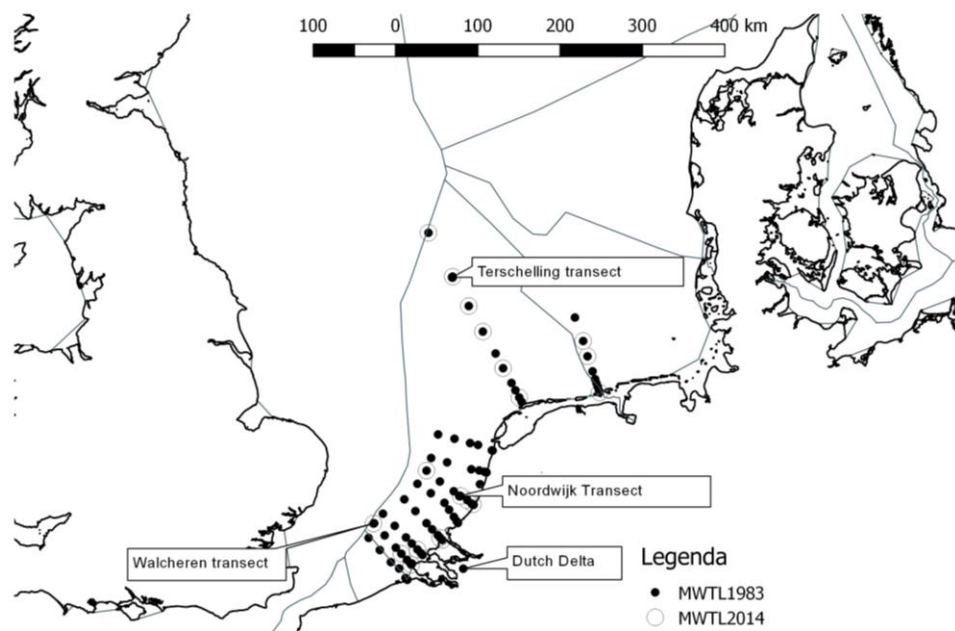 100 0 100 200 300 400 km
Terschelling transect
Noordwijk Transect
Walcheren transect
Dutch Delta
Legenda
MWTL1983
MWTL2014